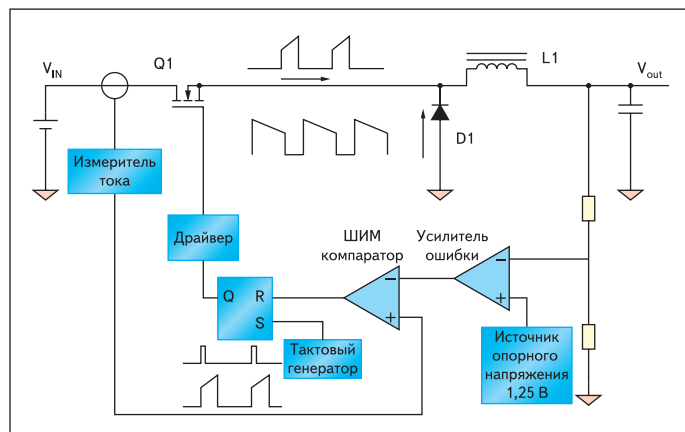 Q1
L1
V_IN
V_out
D1
Измеритель
тока
Драйвер
ШИМ
компаратор
Усилитель
ошибки
−
+
−
+
Q
R
S
Тактовый
генератор
Источник
опорного
напряжения
1,25 В